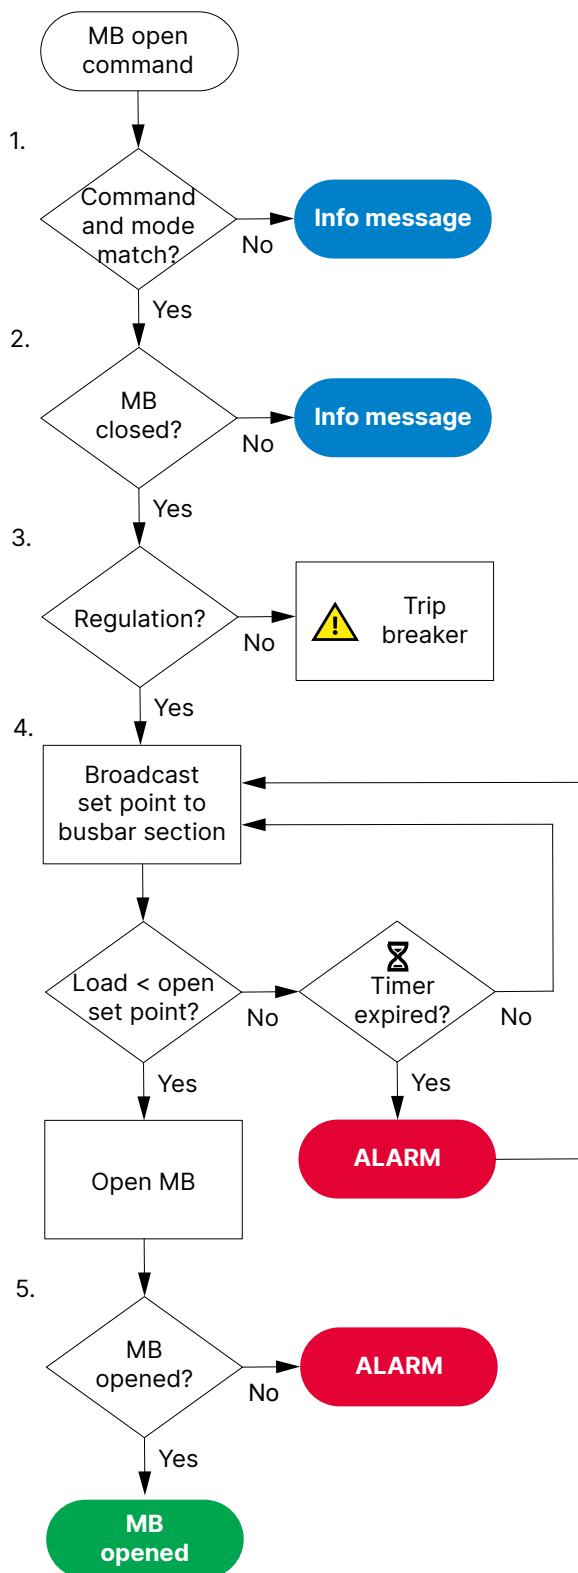 MB open
command
1.
Command
and mode
match?
No
Info message
Yes
2.
MB
closed?
No
Info message
Yes
3.
Regulation?
No
Trip
breaker
Yes
4.
Broadcast
set point to
busbar section
Load < open
set point?
No
Timer
expired?
No
Yes
Yes
Open MB
ALARM
5.
MB
opened?
No
ALARM
Yes
MB
opened